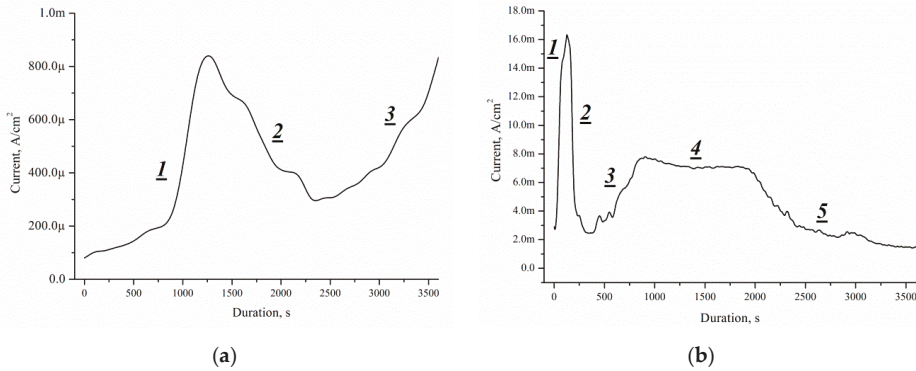 1.0m
800.0µ
600.0µ
400.0µ
200.0µ
0.0
Current, A/cm²
0 500 1000 1500 2000 2500 3000 3500
Duration, s
1
2
3
(a)
18.0m
16.0m
14.0m
12.0m
10.0m
8.0m
6.0m
4.0m
2.0m
0.0
Current, A/cm²
0 500 1000 1500 2000 2500 3000 3500
Duration, s
1
2
3
4
5
(b)